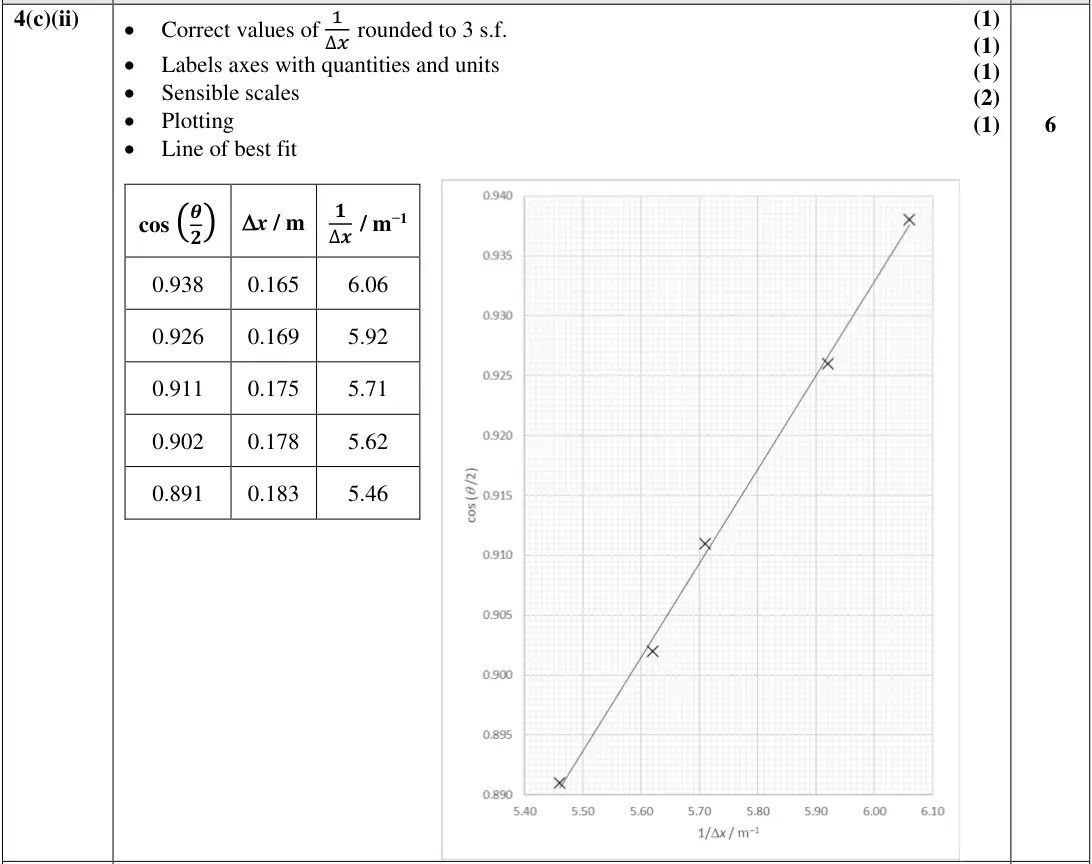 4(c)(ii)
• Correct values of 1/Δx rounded to 3 s.f. (1)
• Labels axes with quantities and units (1)
• Sensible scales (1)
• Plotting (2)
• Line of best fit (1) 6
cos (θ/2) Δx / m 1/Δx / m⁻¹
0.938 0.165 6.06
0.926 0.169 5.92
0.911 0.175 5.71
0.902 0.178 5.62
0.891 0.183 5.46
0.940
0.935
0.930
0.925
0.920
0.915
0.910
0.905
0.900
0.895
0.890
cos (θ/2)
5.40 5.50 5.60 5.70 5.80 5.90 6.00 6.10
1/Δx / m⁻¹